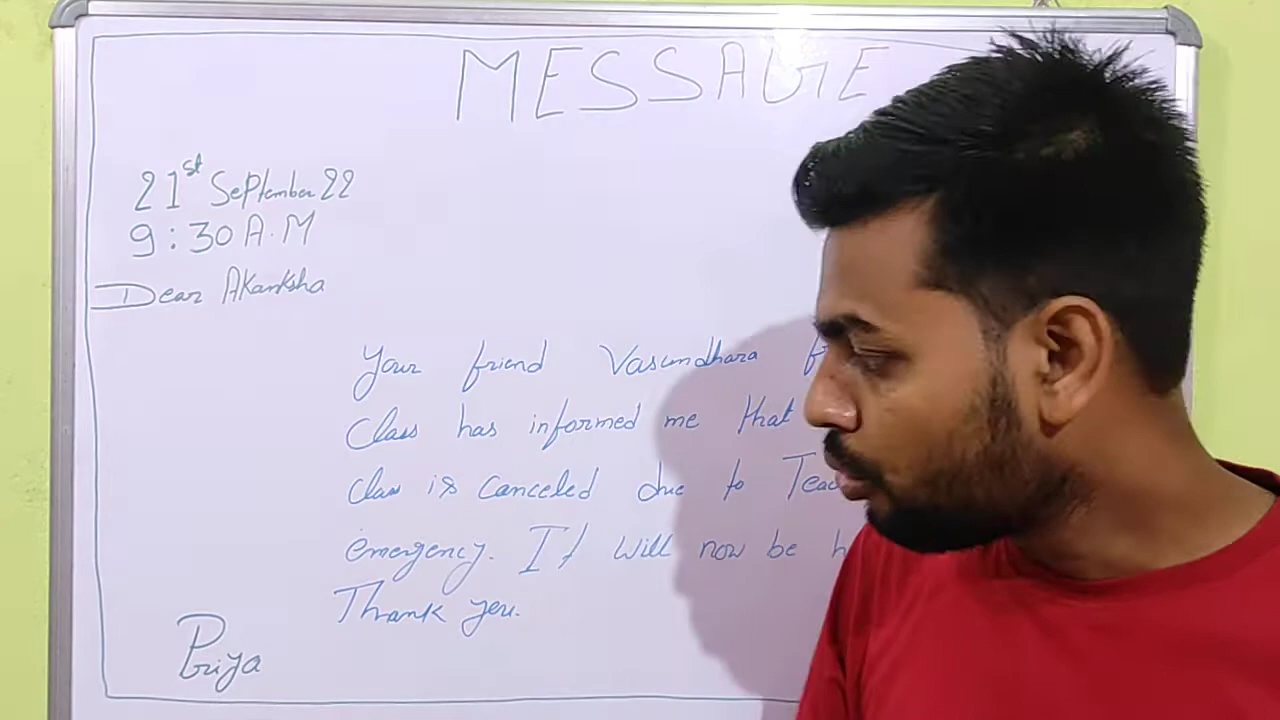 MESSAGE
21st September 22
9:30 A.M
Dear Akanksha
Your friend Vasundhara
Class has informed me that
class is canceled due to
emergency. It will now be
Thank you.
Priya